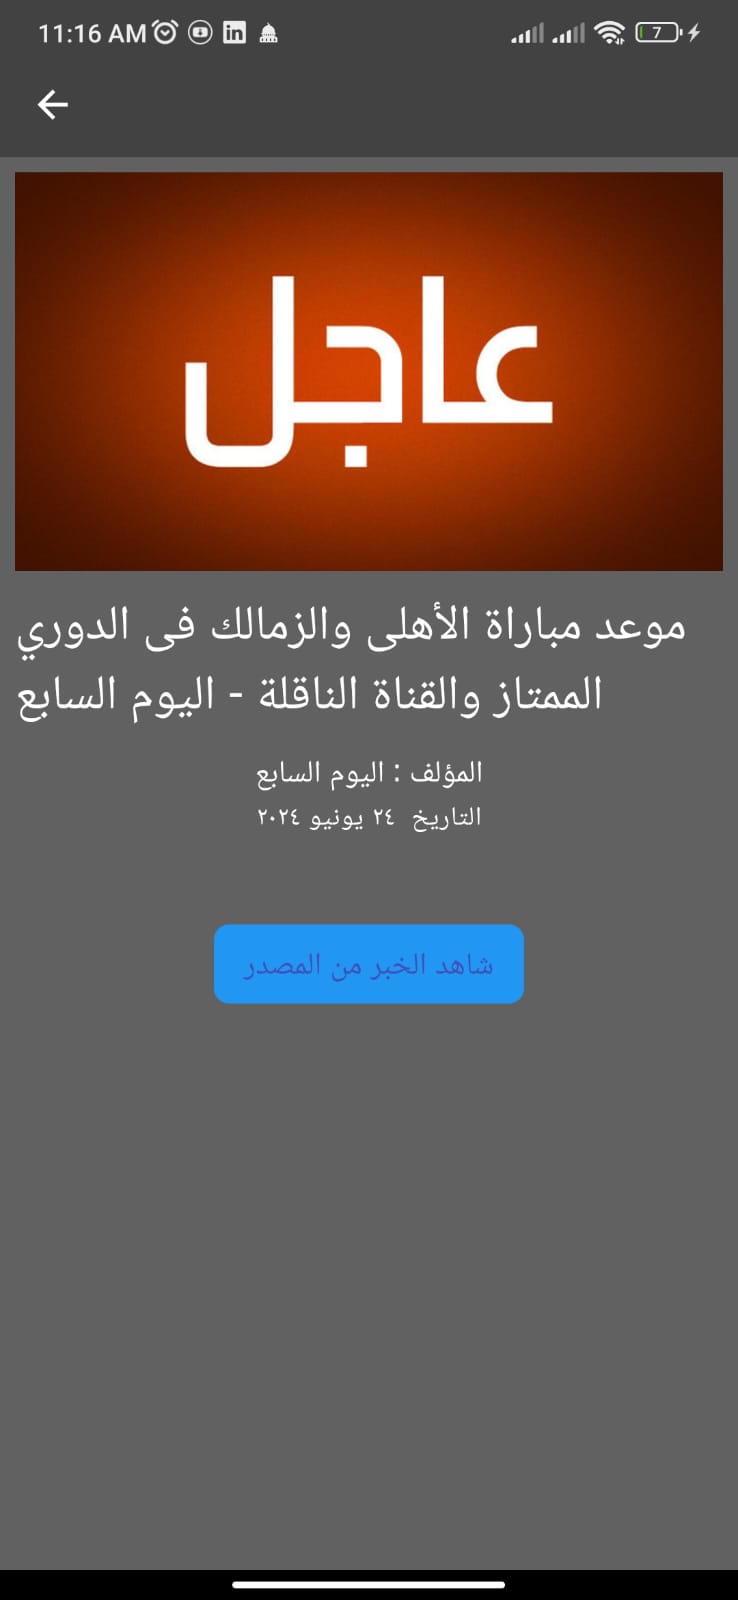 11:16 AM
7
عاجل
موعد مباراة الأهلى والزمالك فى الدوري
الممتاز والقناة الناقلة - اليوم السابع
المؤلف : اليوم السابع
التاريخ ٢٤ يونيو ٢٠٢٤
شاهد الخبر من المصدر